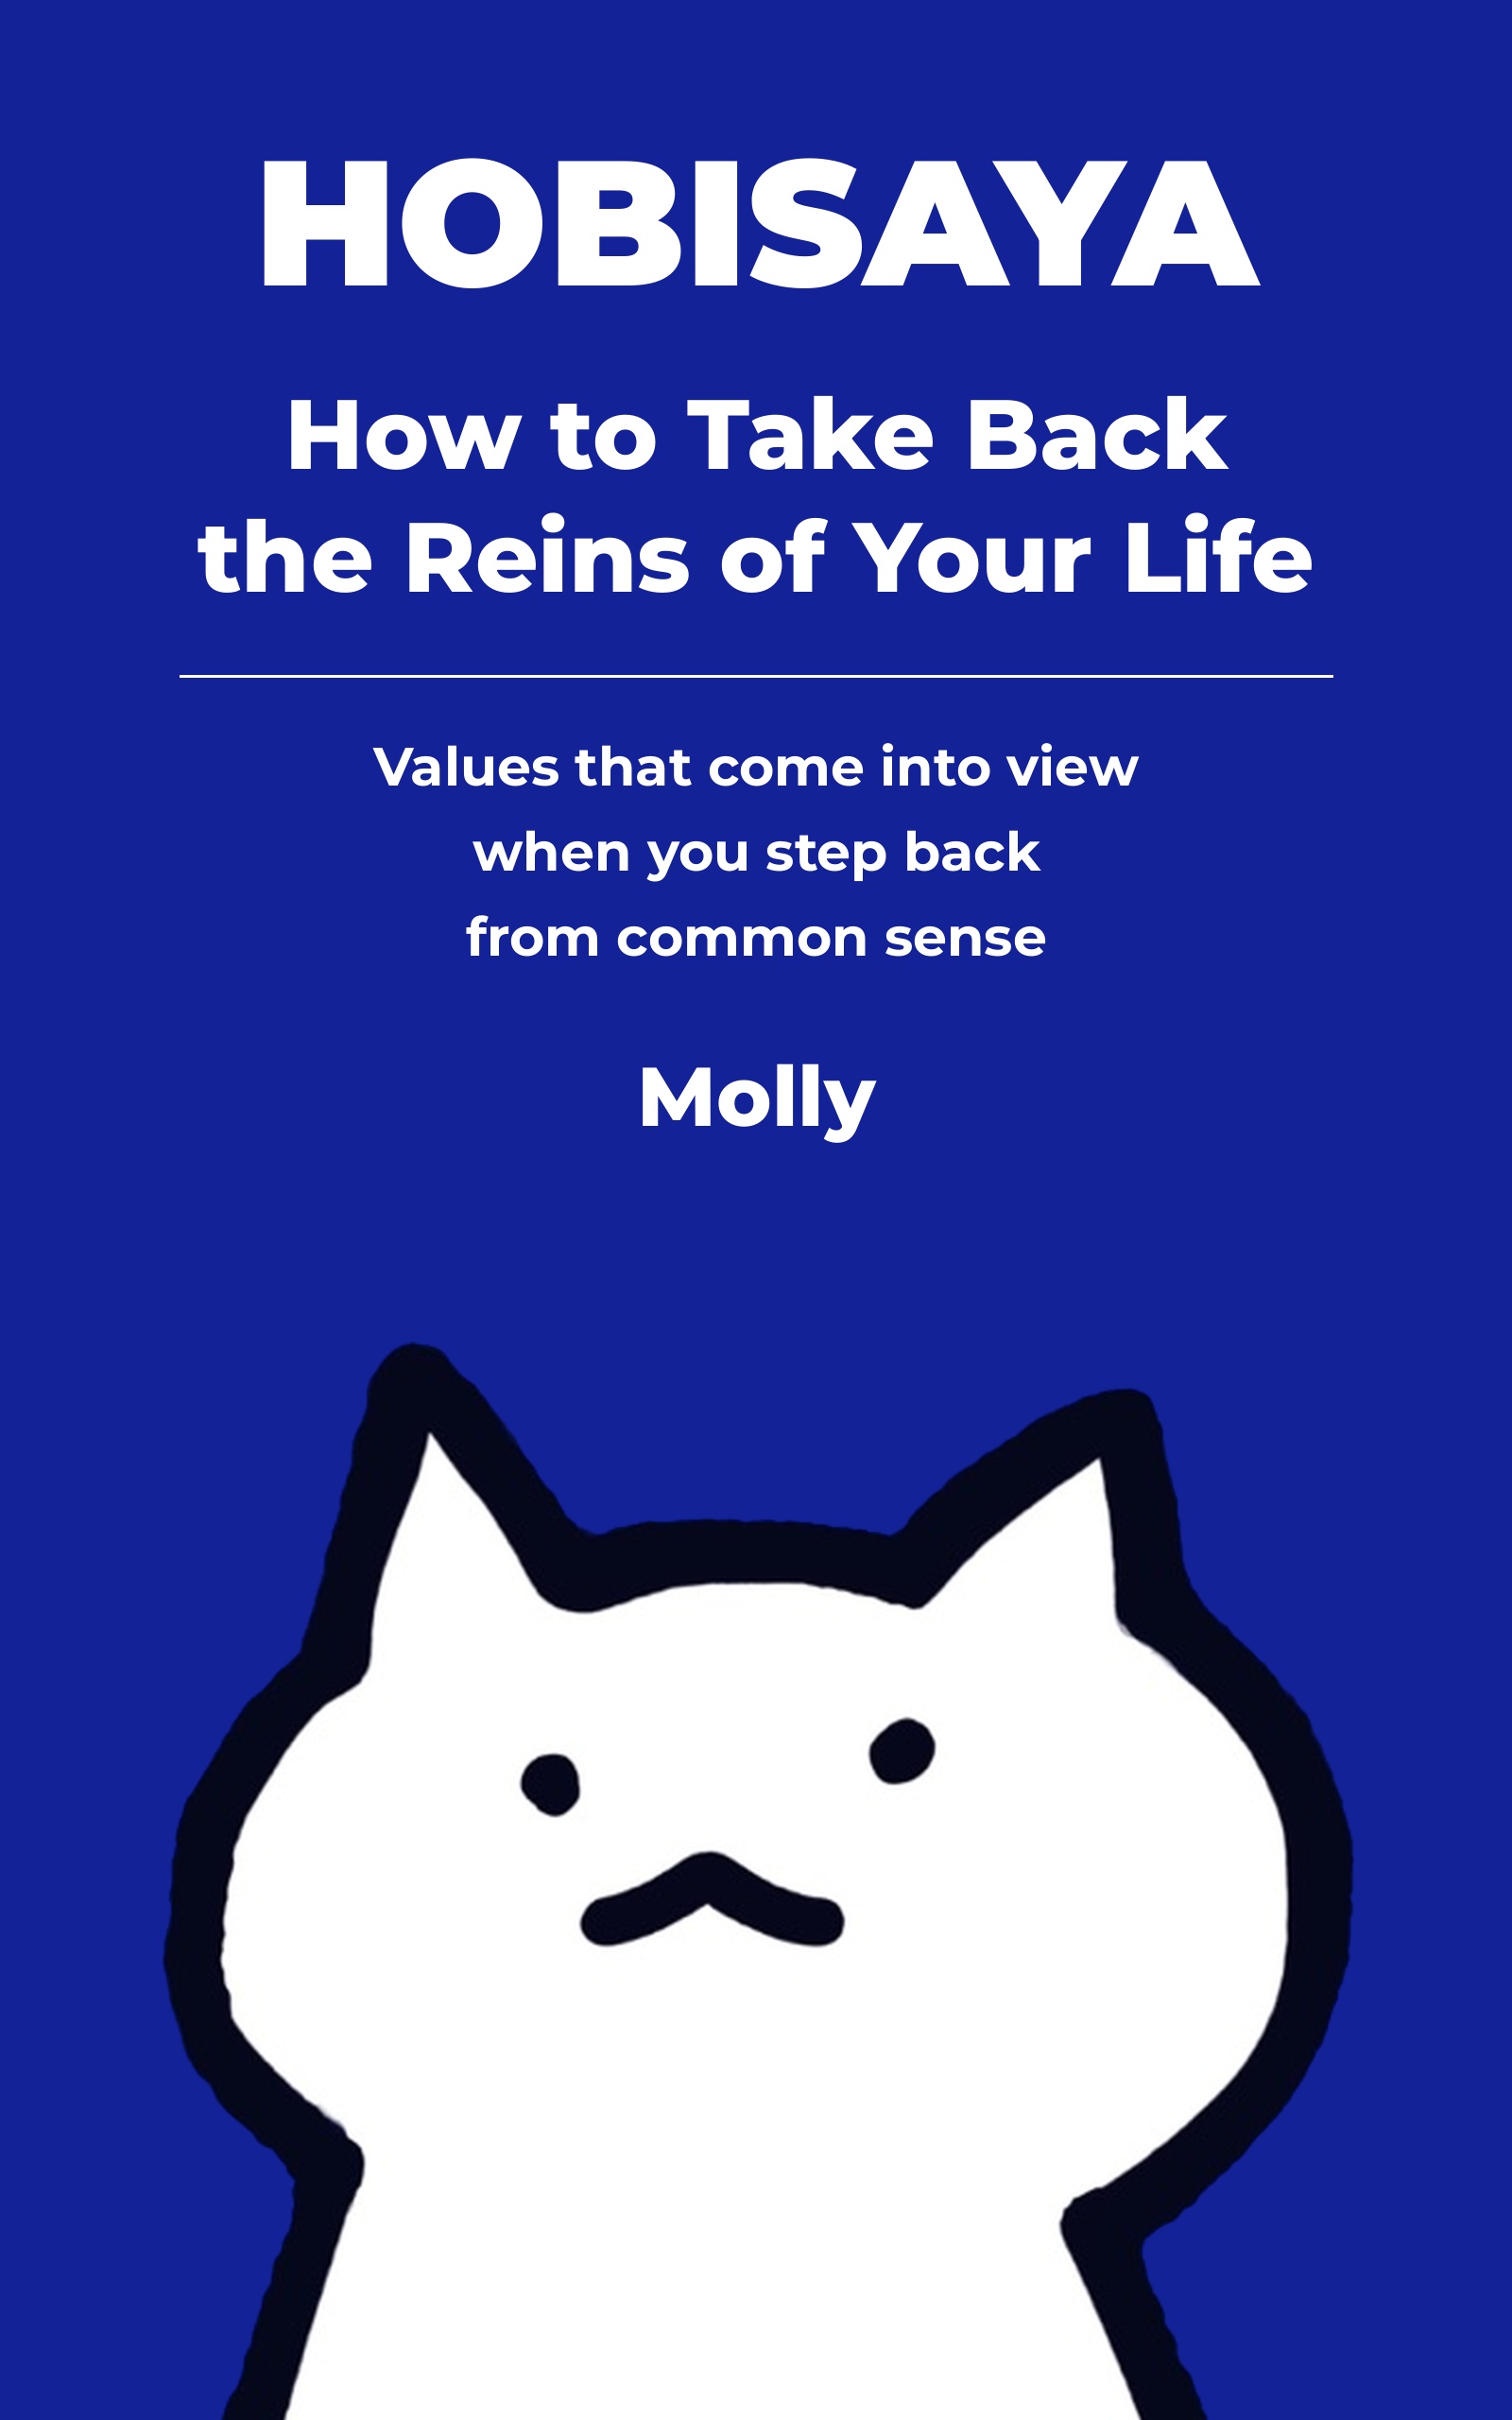 HOBISAYA
How to Take Back
the Reins of Your Life
Values that come into view
when you step back
from common sense
Molly